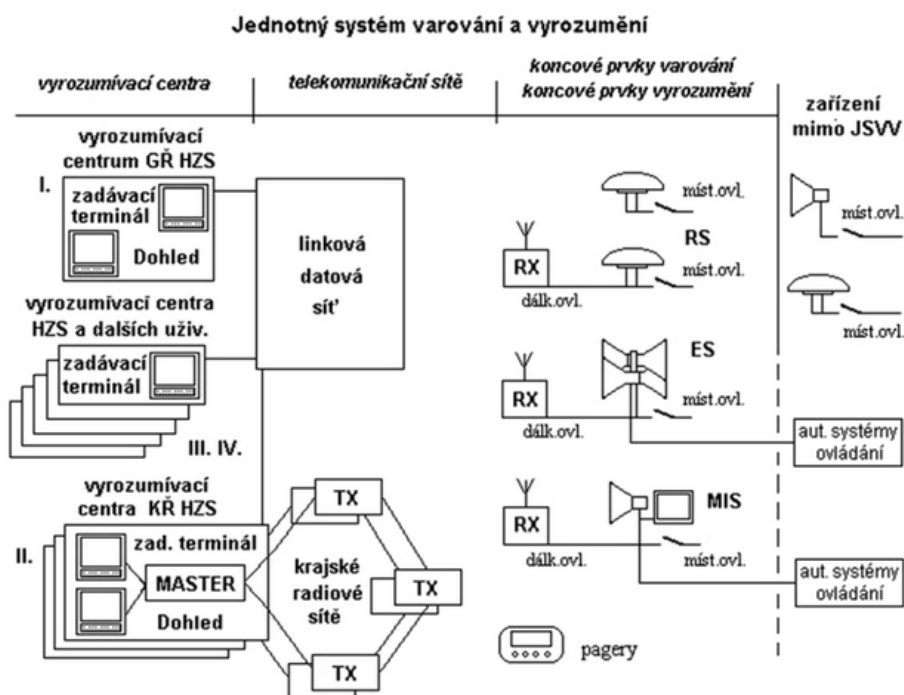 Jednotný systém varování a vyrozumění
vyrozumívací centra
telekomunikační sítě
koncové prvky varování
koncové prvky vyrozumění
zařízení
mimo JSVV
vyrozumívací
centrum GŘ HZS
I.
zadávací
terminál
Dohled
linková
datová
síť
míst.ovl.
RS
RX
míst.ovl.
dálk.ovl.
míst.ovl.
míst.ovl.
vyrozumívací centra
HZS a dalších uživ.
zadávací
terminál
III. IV.
ES
RX
míst.ovl.
dálk.ovl.
aut. systémy
ovládání
vyrozumívací
centra KŘ HZS
II.
zad. terminál
MASTER
Dohled
TX
krajské
radiové
sítě
TX
TX
MIS
RX
míst.ovl.
dálk.ovl.
aut. systémy
ovládání
pagery